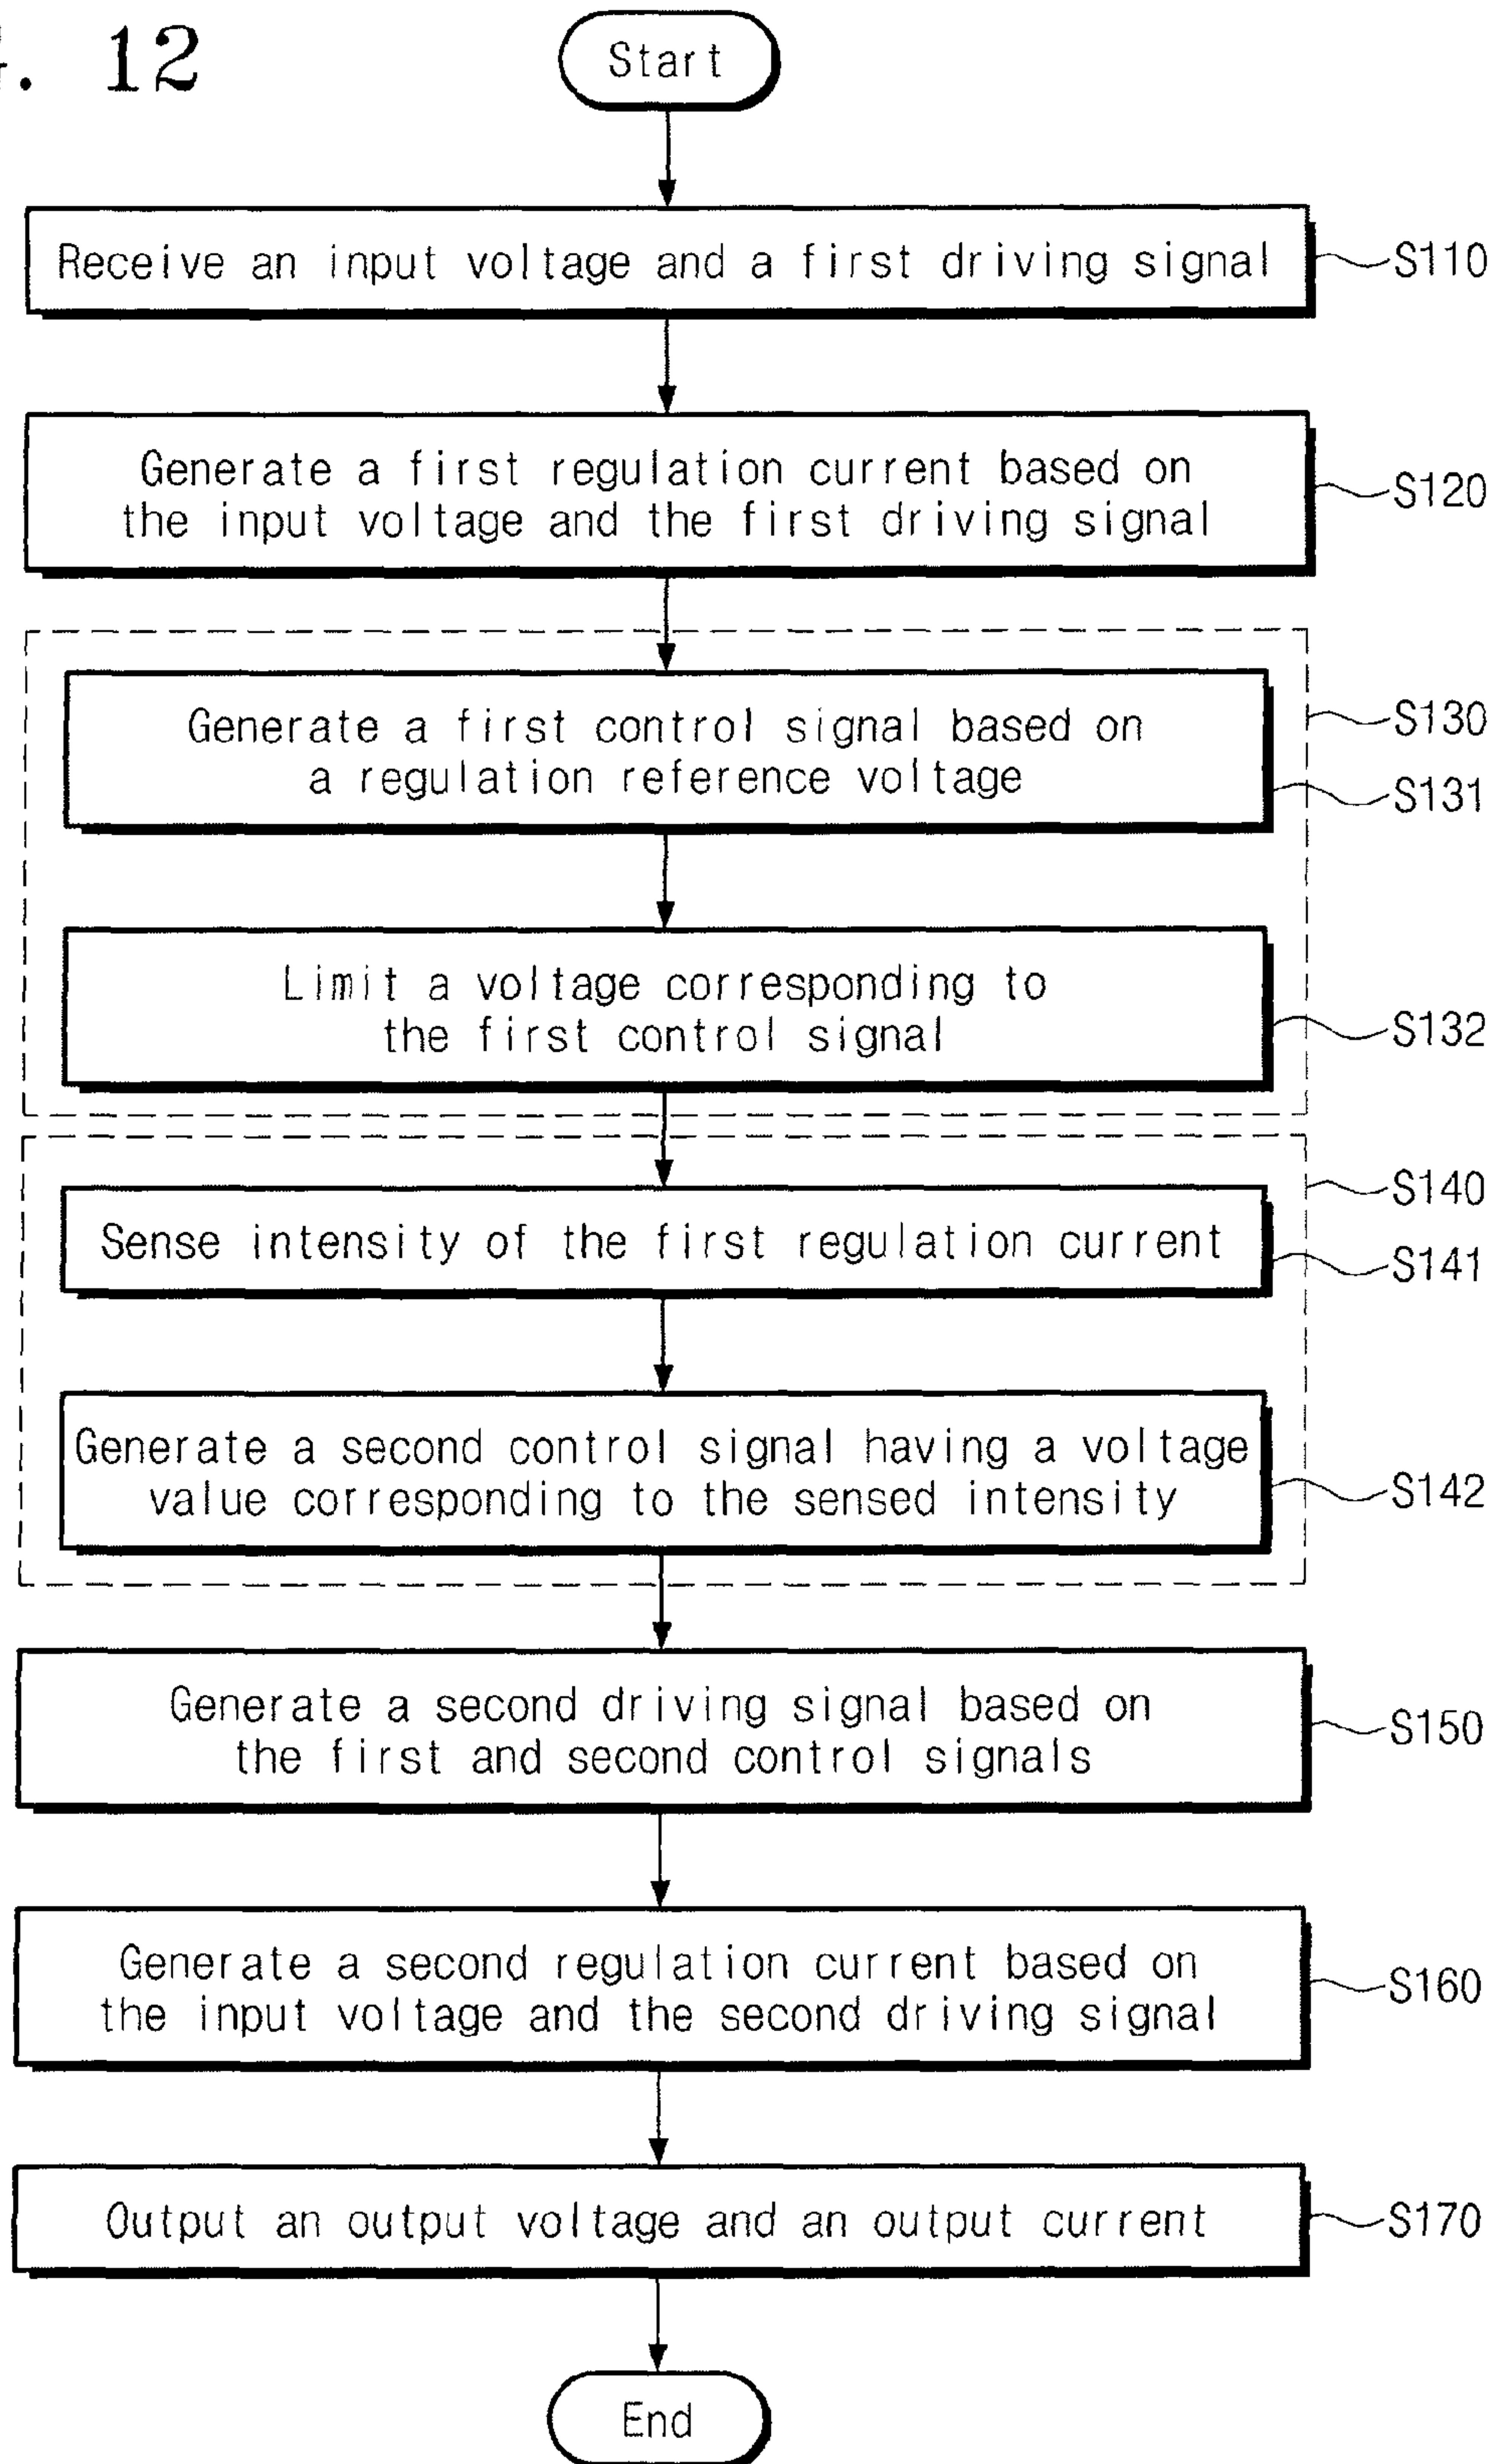 . 12
Start
Receive an input voltage and a first driving signal
S110
Generate a first regulation current based on
the input voltage and the first driving signal
S120
Generate a first control signal based on
a regulation reference voltage
S130
S131
Limit a voltage corresponding to
the first control signal
S132
Sense intensity of the first regulation current
S140
S141
Generate a second control signal having a voltage
value corresponding to the sensed intensity
S142
Generate a second driving signal based on
the first and second control signals
S150
Generate a second regulation current based on
the input voltage and the second driving signal
S160
Output an output voltage and an output current
S170
End